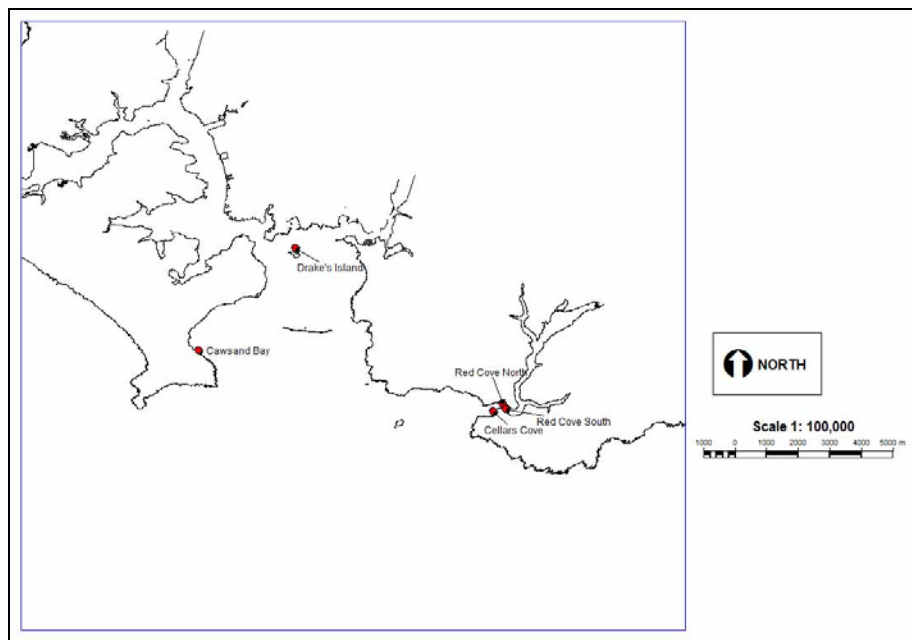 Drake's Island
Cawsand Bay
Red Cove North
Red Cove South
Cellars Cove
NORTH
Scale 1: 100,000
1000 0 1000 2000 3000 4000 5000 m